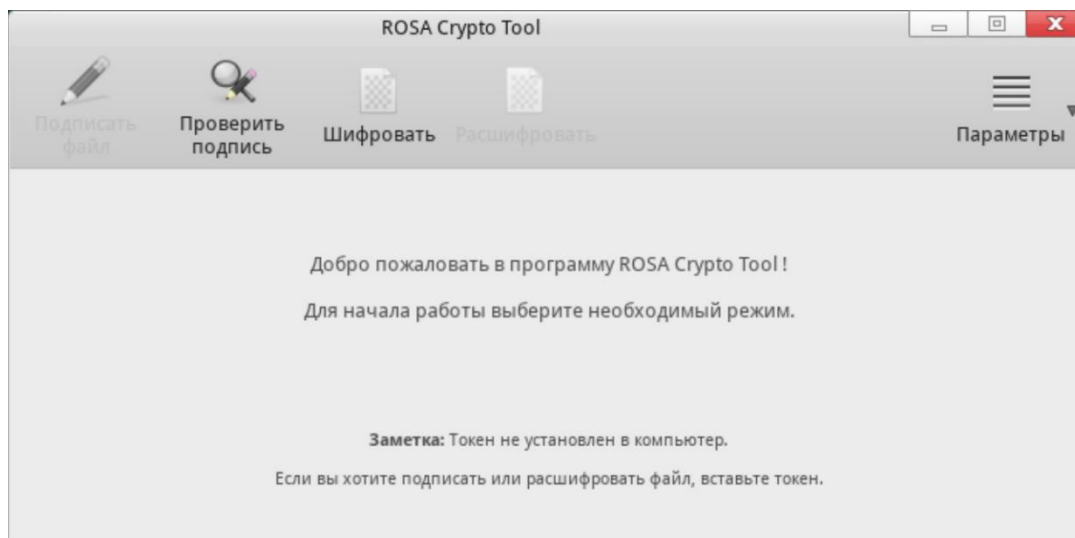 ROSA Crypto Tool
Подписать
файл
Проверить
подпись
Шифровать
Расшифровать
Параметры
Добро пожаловать в программу ROSA Crypto Tool !
Для начала работы выберите необходимый режим.
Заметка: Токен не установлен в компьютер.
Если вы хотите подписать или расшифровать файл, вставьте токен.